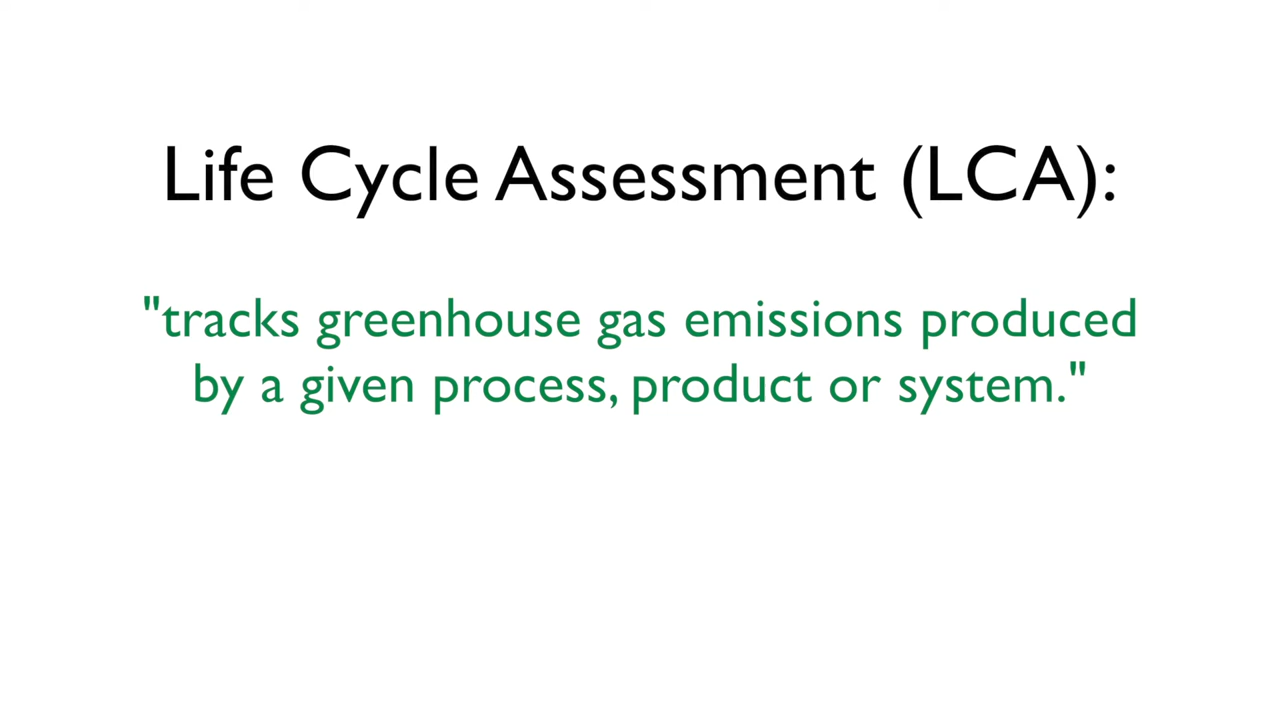 Life Cycle Assessment (LCA):
"tracks greenhouse gas emissions produced
by a given process, product or system."